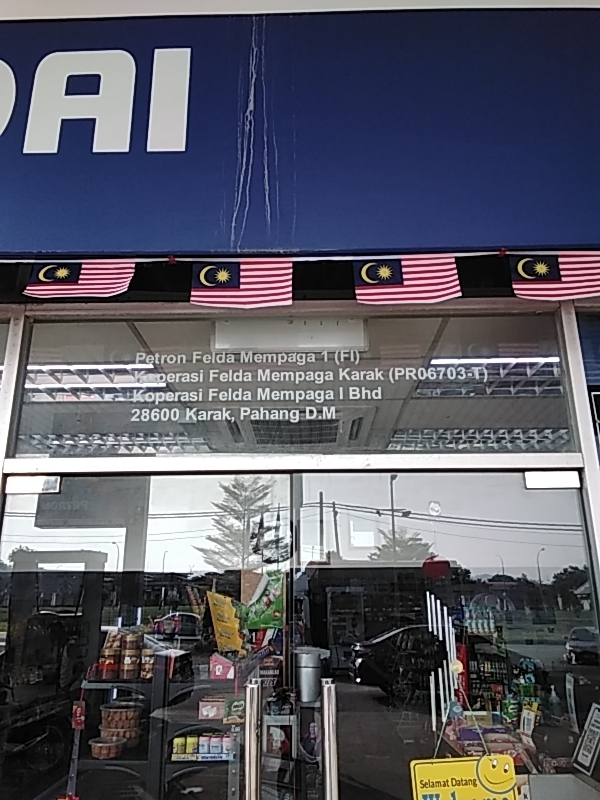 DAI
Petron Felda Mempaga 1 (FI)
Koperasi Felda Mempaga Karak (PR06703-T)
Koperasi Felda Mempaga I Bhd
28600 Karak, Pahang D.M
Selamat Datang